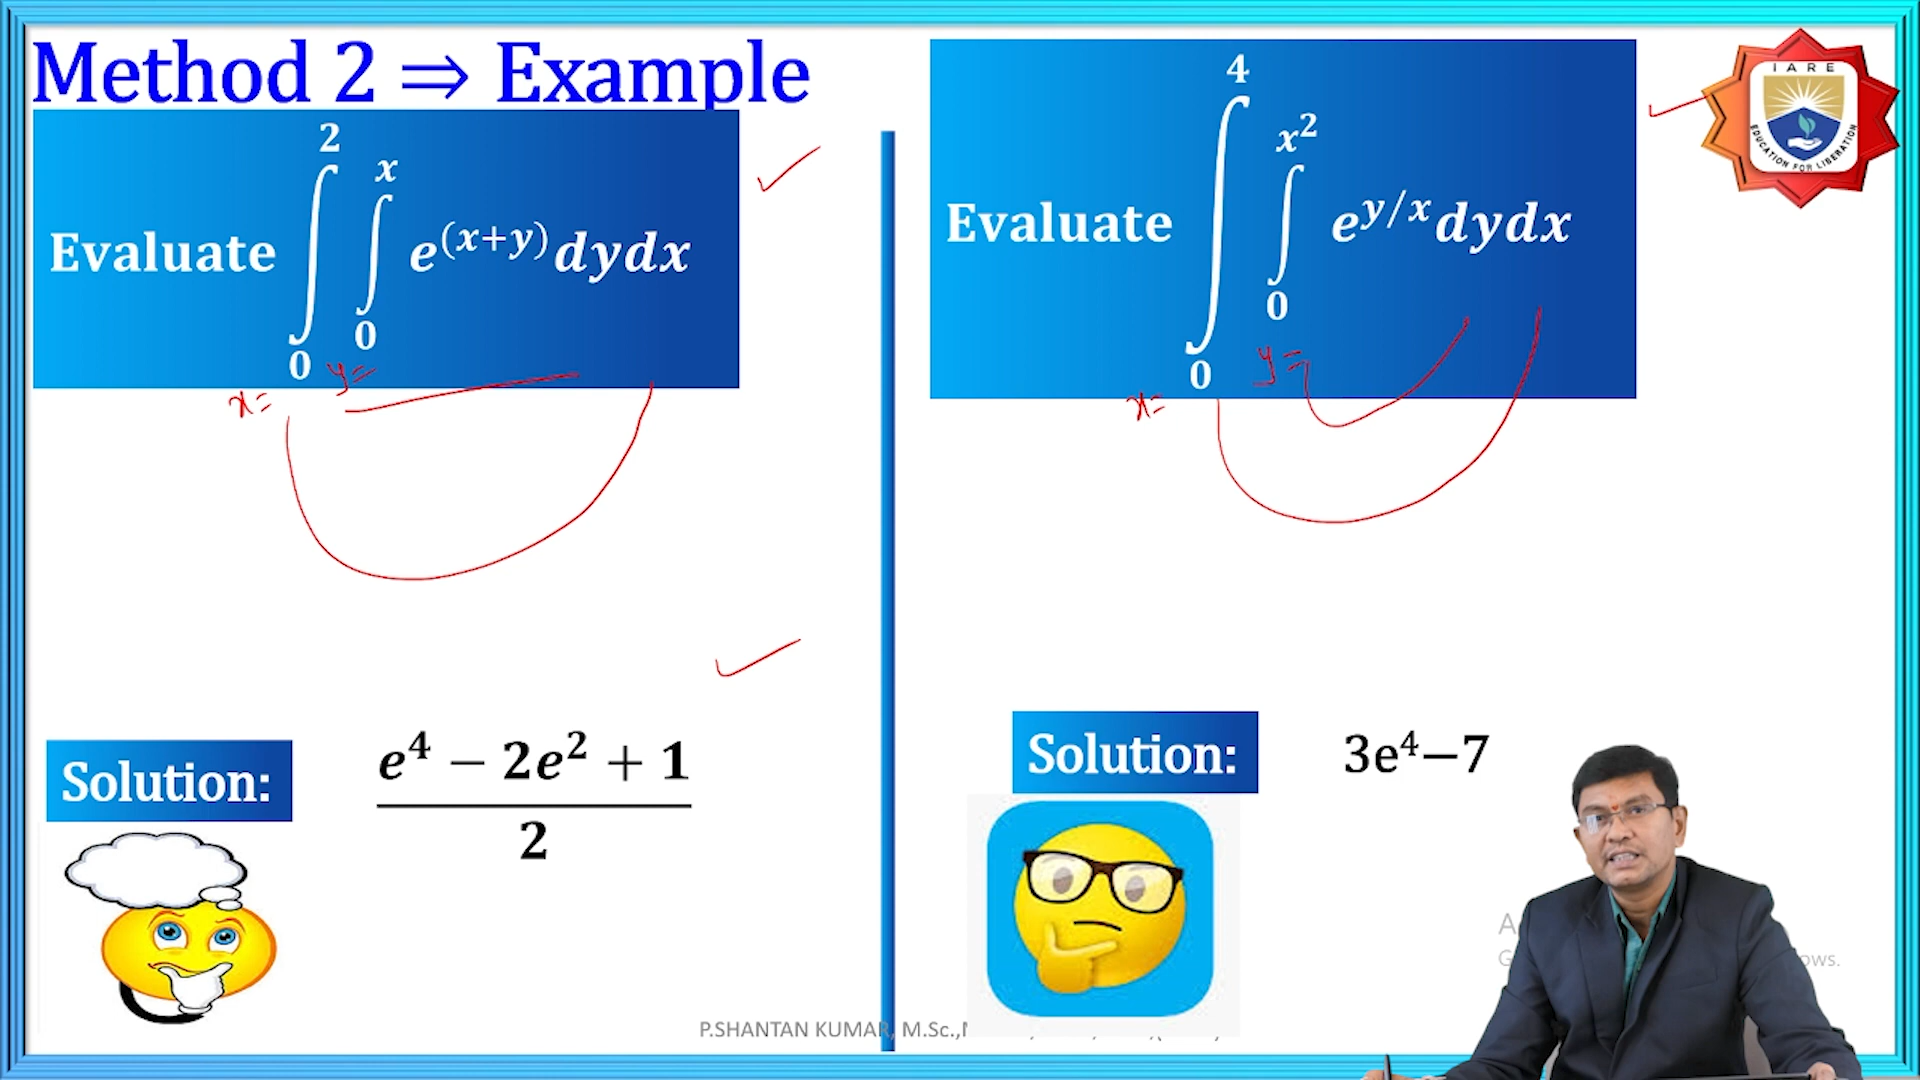 Method 2 ⇒ Example
Evaluate ∫₀² ∫₀ˣ e^(x+y) dydx
x= y=
Solution: (e⁴ − 2e² + 1)/2
Evaluate ∫₀⁴ ∫₀^(x²) e^(y/x) dydx
x= y=
Solution: 3e⁴−7
IARE
EDUCATION FOR LIBERATION
P.SHANTAN KUMAR, M.Sc.,